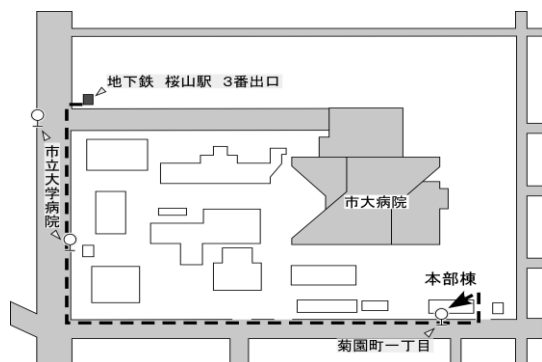 地下鉄 桜山駅 3番出口
市立大学病院
市大病院
本部棟
菊園町一丁目